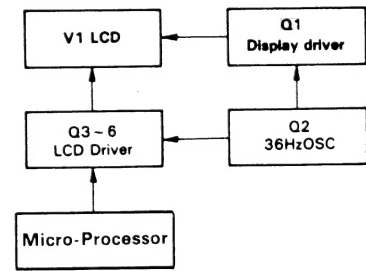 V1 LCD
Q1
Display driver
Q3~6
LCD Driver
Q2
36HzOSC
Micro-Processor